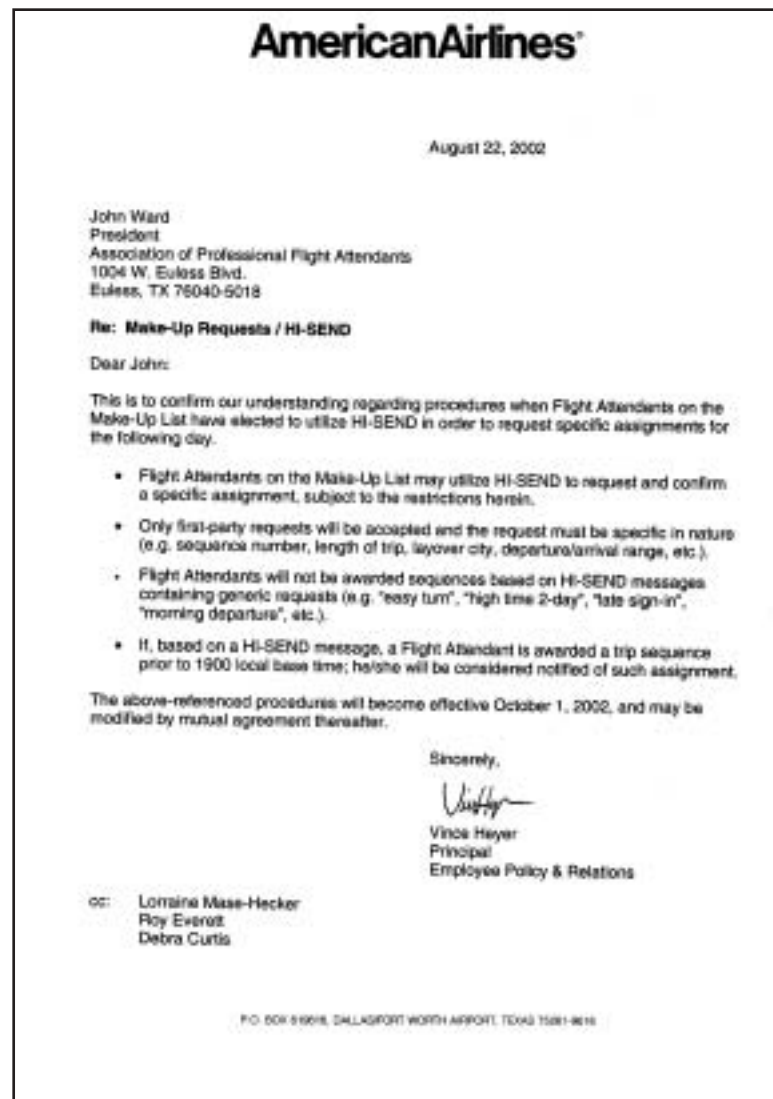 AmericanAirlines®
August 22, 2002
John Ward
President
Association of Professional Flight Attendants
1004 W. Euless Blvd.
Euless, TX 76040-5018
Re: Make-Up Requests / HI-SEND
Dear John:
This is to confirm our understanding regarding procedures when Flight Attendants on the
Make-Up List have elected to utilize HI-SEND in order to request specific assignments for
the following day.
• Flight Attendants on the Make-Up List may utilize HI-SEND to request and confirm
a specific assignment, subject to the restrictions herein.
• Only first-party requests will be accepted and the request must be specific in nature
(e.g. sequence number, length of trip, layover city, departure/arrival range, etc.).
• Flight Attendants will not be awarded sequences based on HI-SEND messages
containing generic requests (e.g. "easy turn", "high time 2-day", "late sign-in",
"morning departure", etc.).
• If, based on a HI-SEND message, a Flight Attendant is awarded a trip sequence
prior to 1900 local base time; he/she will be considered notified of such assignment.
The above-referenced procedures will become effective October 1, 2002, and may be
modified by mutual agreement thereafter.
Sincerely,
Vince Heyer
Principal
Employee Policy & Relations
cc: Lorraine Mase-Hecker
Roy Everett
Debra Curtis
P.O. BOX DALLAS/FORT WORTH AIRPORT, TEXAS